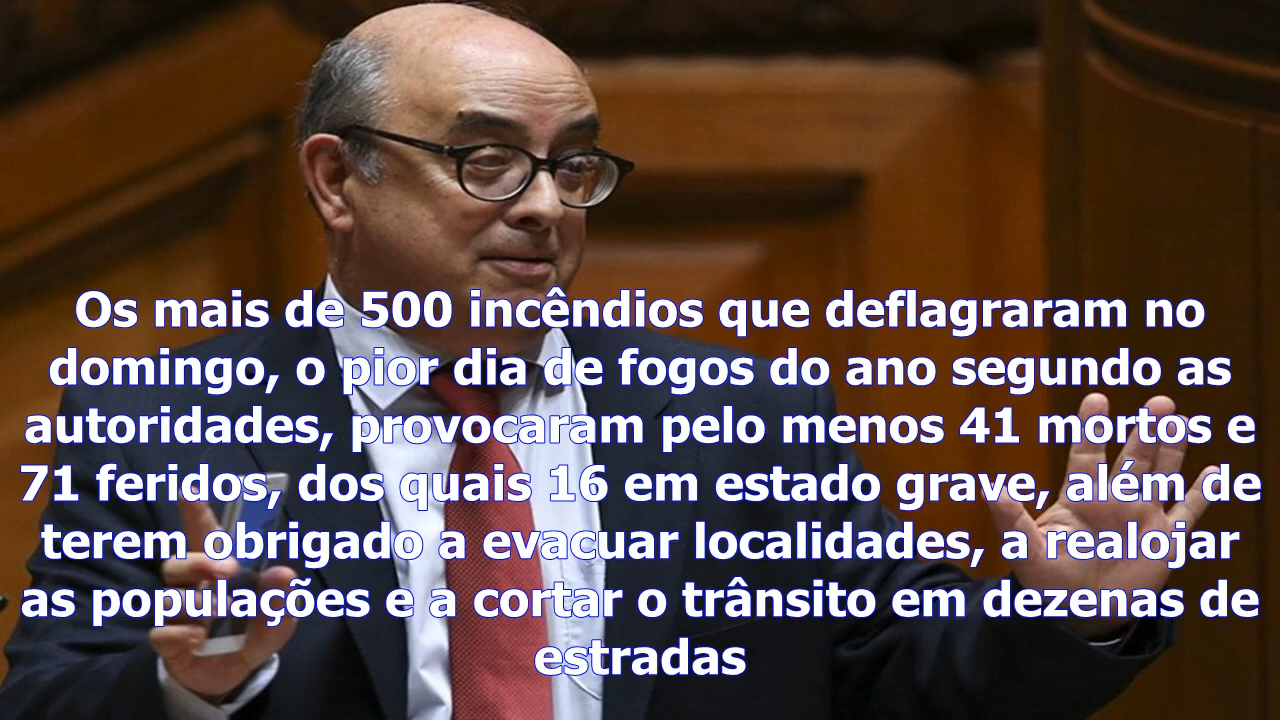 Os mais de 500 incêndios que deflagraram no
domingo, o pior dia de fogos do ano segundo as
autoridades, provocaram pelo menos 41 mortos e
71 feridos, dos quais 16 em estado grave, além de
terem obrigado a evacuar localidades, a realojar
as populações e a cortar o trânsito em dezenas de
estradas